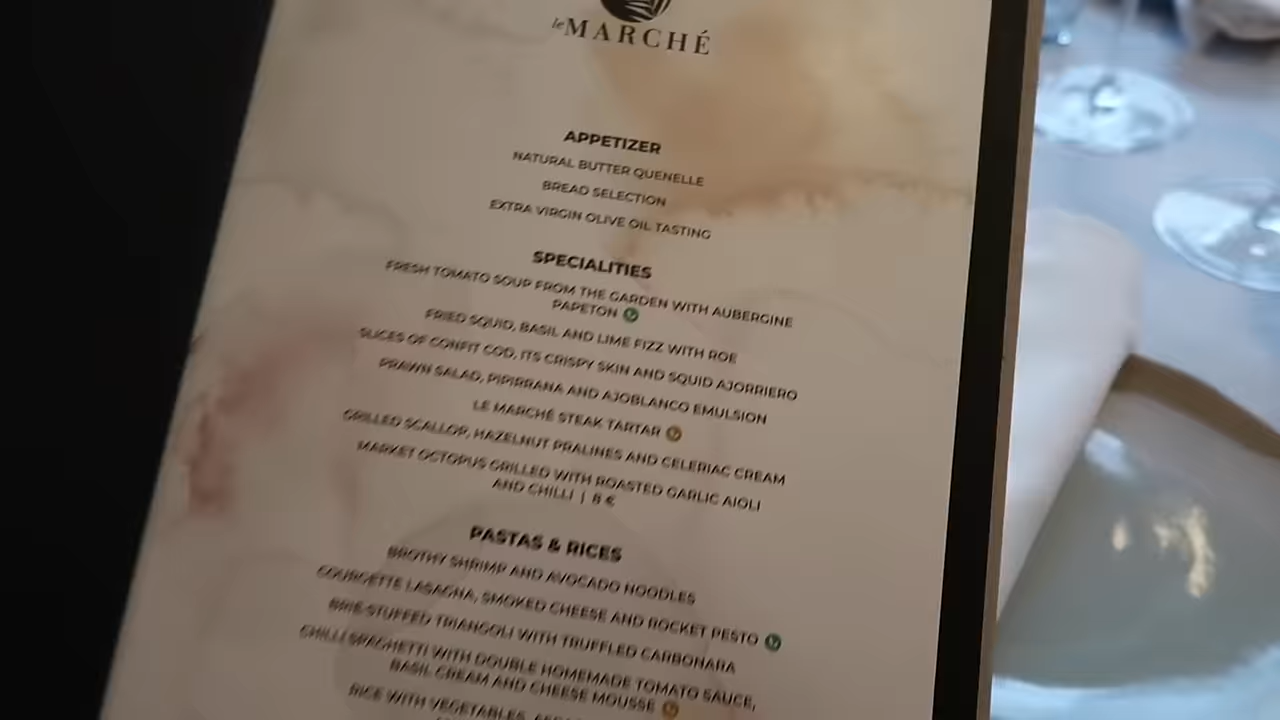 le MARCHÉ
APPETIZER
NATURAL BUTTER QUENELLE
BREAD SELECTION
EXTRA VIRGIN OLIVE OIL TASTING
SPECIALITIES
FRESH TOMATO SOUP FROM THE GARDEN WITH AUBERGINE
PAPETON
FRIED SQUID, BASIL AND LIME FIZZ WITH ROE
SLICES OF CONFIT COD, ITS CRISPY SKIN AND SQUID AJORRIERO
PRAWN SALAD, PIPIRRANA AND AJOBLANCO EMULSION
LE MARCHÉ STEAK TARTAR
GRILLED SCALLOP, HAZELNUT PRALINES AND CELERIAC CREAM
MARKET OCTOPUS GRILLED WITH ROASTED GARLIC AIOLI
AND CHILLI | 8 €
PASTAS & RICES
BROTHY SHRIMP AND AVOCADO NOODLES
COURGETTE LASAGNA, SMOKED CHEESE AND ROCKET PESTO
BRIE-STUFFED TRIANGOLI WITH TRUFFLED CARBONARA
CHILLI SPAGHETTI WITH DOUBLE HOMEMADE TOMATO SAUCE,
BASIL CREAM AND CHEESE MOUSSE
RICE WITH VEGETABLES,